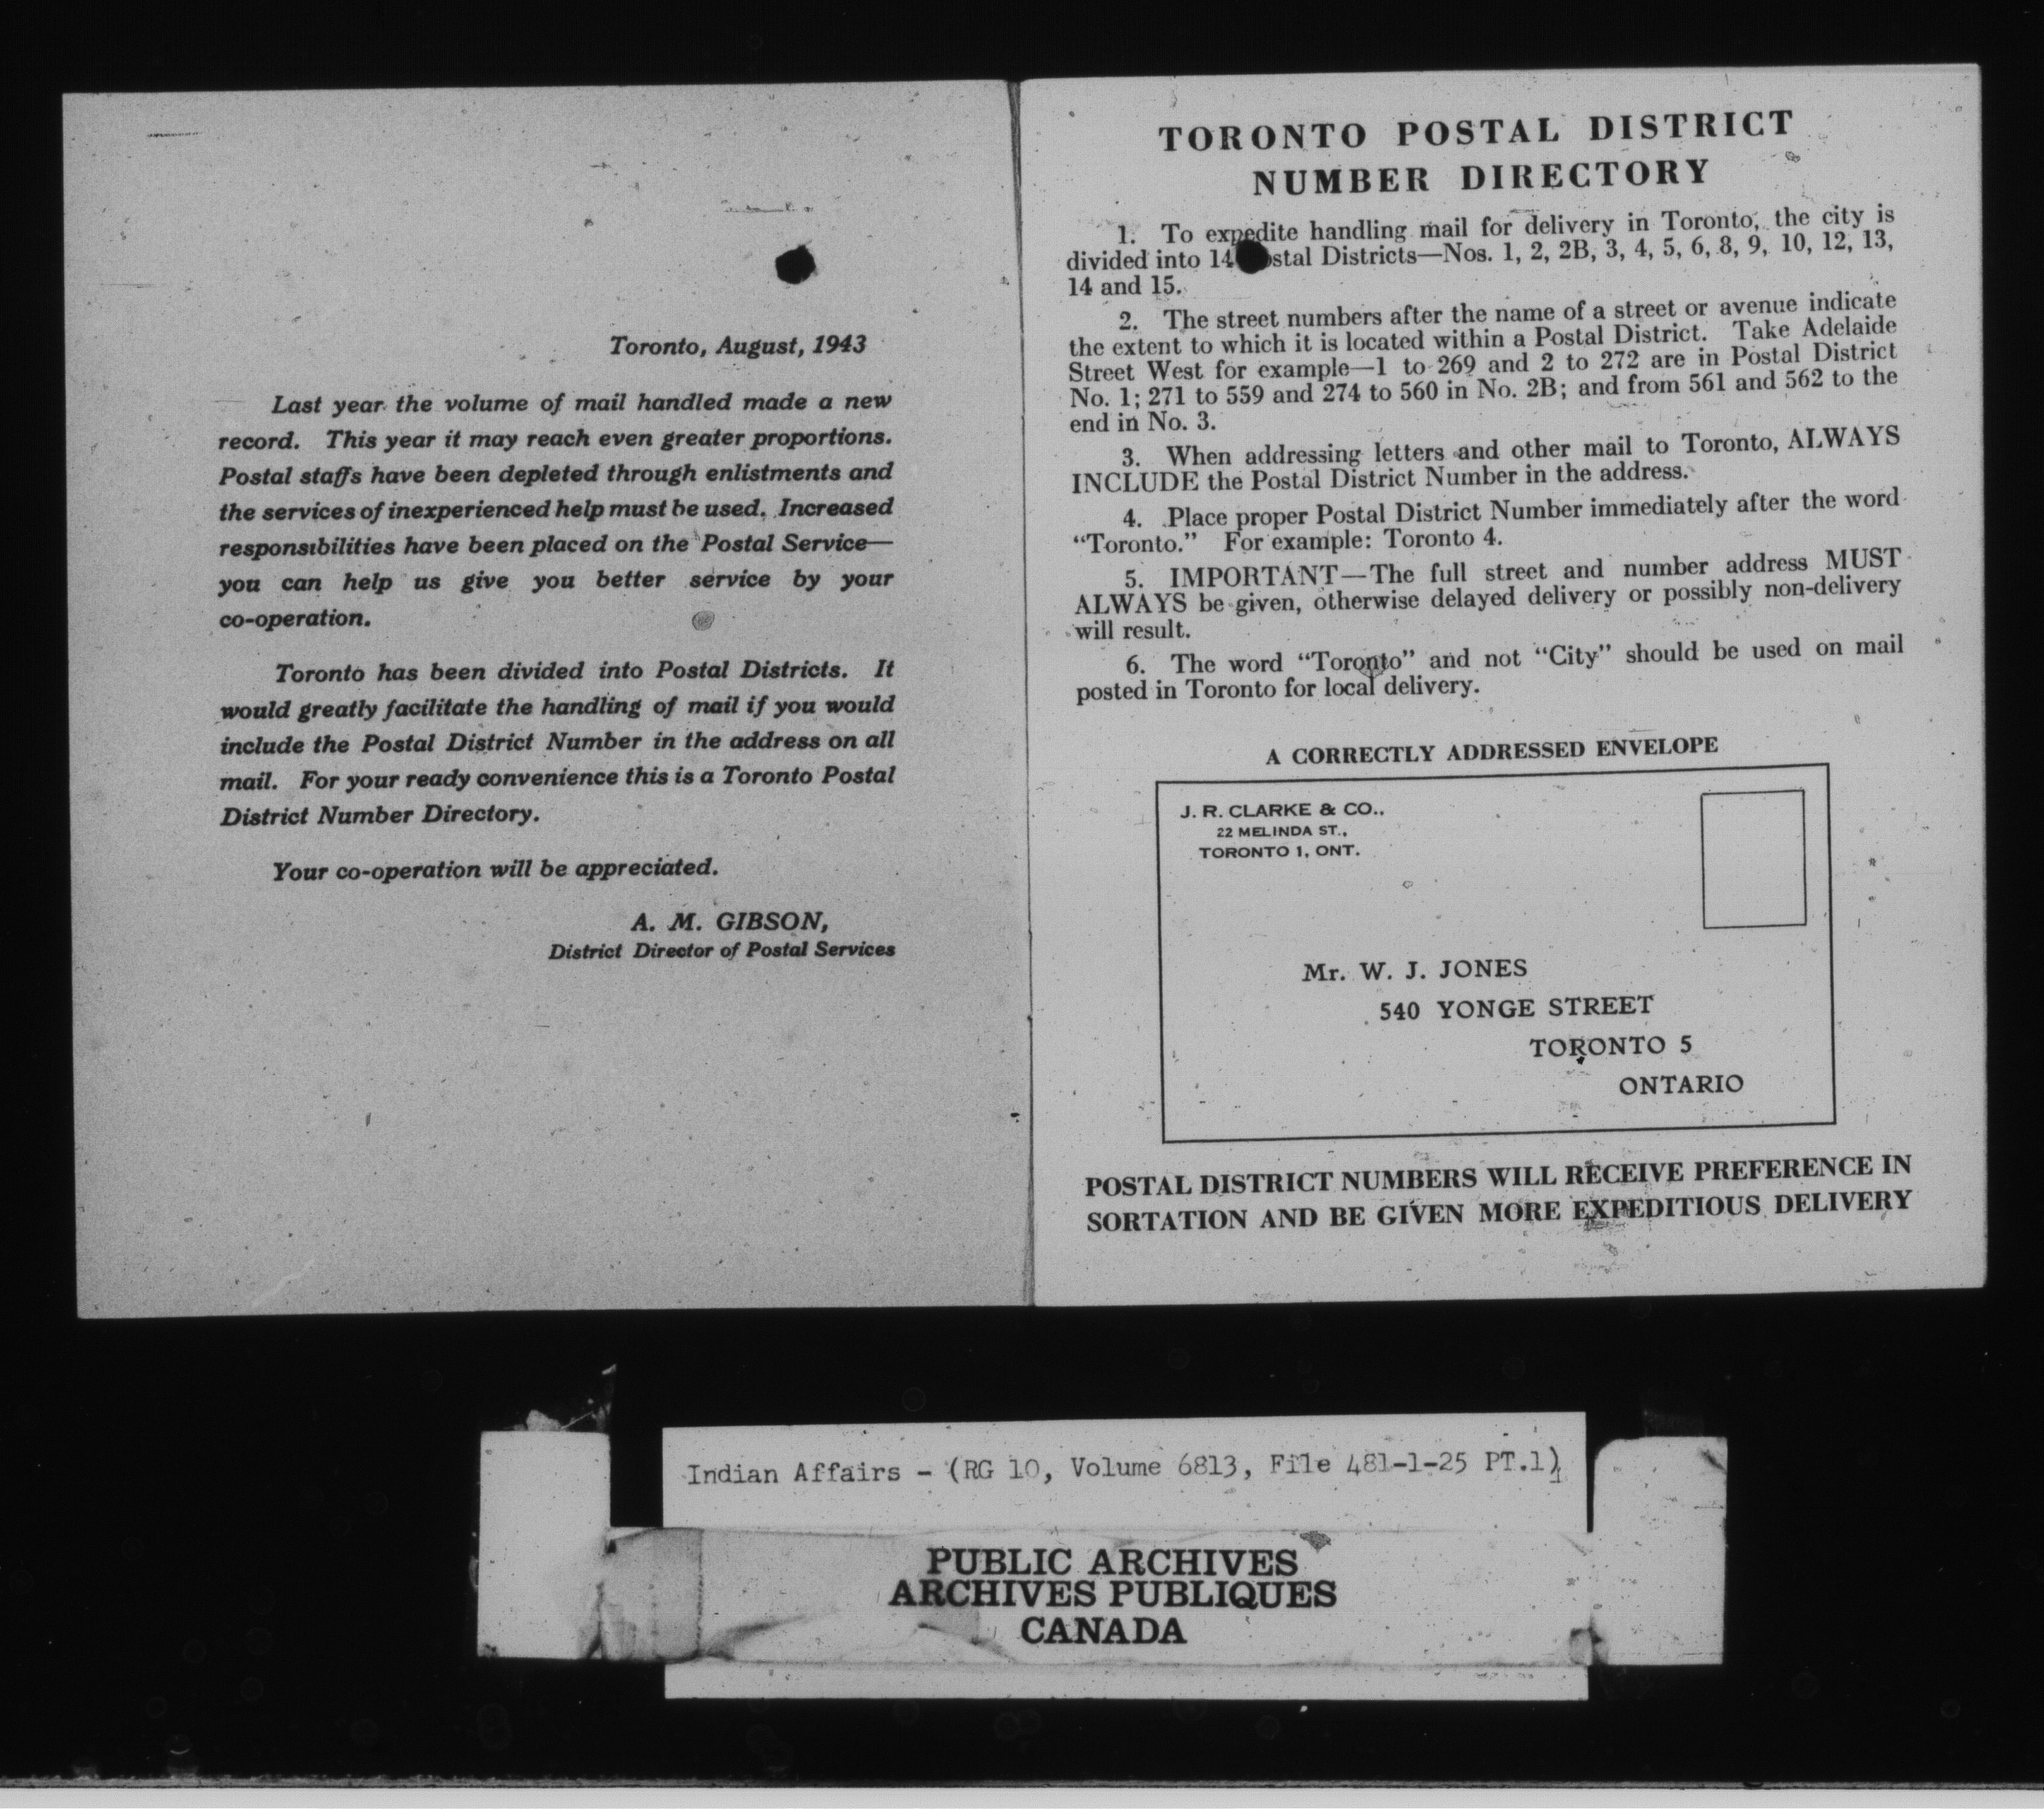 Toronto, August, 1943
Last year the volume of mail handled made a new
record. This year it may reach even greater proportions.
Postal staffs have been depleted through enlistments and
the services of inexperienced help must be used. Increased
responsibilities have been placed on the Postal Service—
you can help us give you better service by your
co-operation.
Toronto has been divided into Postal Districts. It
would greatly facilitate the handling of mail if you would
include the Postal District Number in the address on all
mail. For your ready convenience this is a Toronto Postal
District Number Directory.
Your co-operation will be appreciated.
A. M. GIBSON,
District Director of Postal Services
TORONTO POSTAL DISTRICT
NUMBER DIRECTORY
1. To expedite handling mail for delivery in Toronto, the city is
divided into 14 Postal Districts—Nos. 1, 2, 2B, 3, 4, 5, 6, 8, 9, 10, 12, 13,
14 and 15.
2. The street numbers after the name of a street or avenue indicate
the extent to which it is located within a Postal District. Take Adelaide
Street West for example—1 to 269 and 2 to 272 are in Postal District
No. 1; 271 to 559 and 274 to 560 in No. 2B; and from 561 and 562 to the
end in No. 3.
3. When addressing letters and other mail to Toronto, ALWAYS
INCLUDE the Postal District Number in the address.
4. Place proper Postal District Number immediately after the word
“Toronto.” For example: Toronto 4.
5. IMPORTANT—The full street and number address MUST
ALWAYS be given, otherwise delayed delivery or possibly non-delivery
will result.
6. The word “Toronto” and not “City” should be used on mail
posted in Toronto for local delivery.
A CORRECTLY ADDRESSED ENVELOPE
J. R. CLARKE & CO.,
22 MELINDA ST.,
TORONTO 1, ONT.
Mr. W. J. JONES
540 YONGE STREET
TORONTO 5
ONTARIO
POSTAL DISTRICT NUMBERS WILL RECEIVE PREFERENCE IN
SORTATION AND BE GIVEN MORE EXPEDITIOUS DELIVERY
Indian Affairs - (RG 10, Volume 6813, File 481-1-25 PT.1)
PUBLIC ARCHIVES
ARCHIVES PUBLIQUES
CANADA